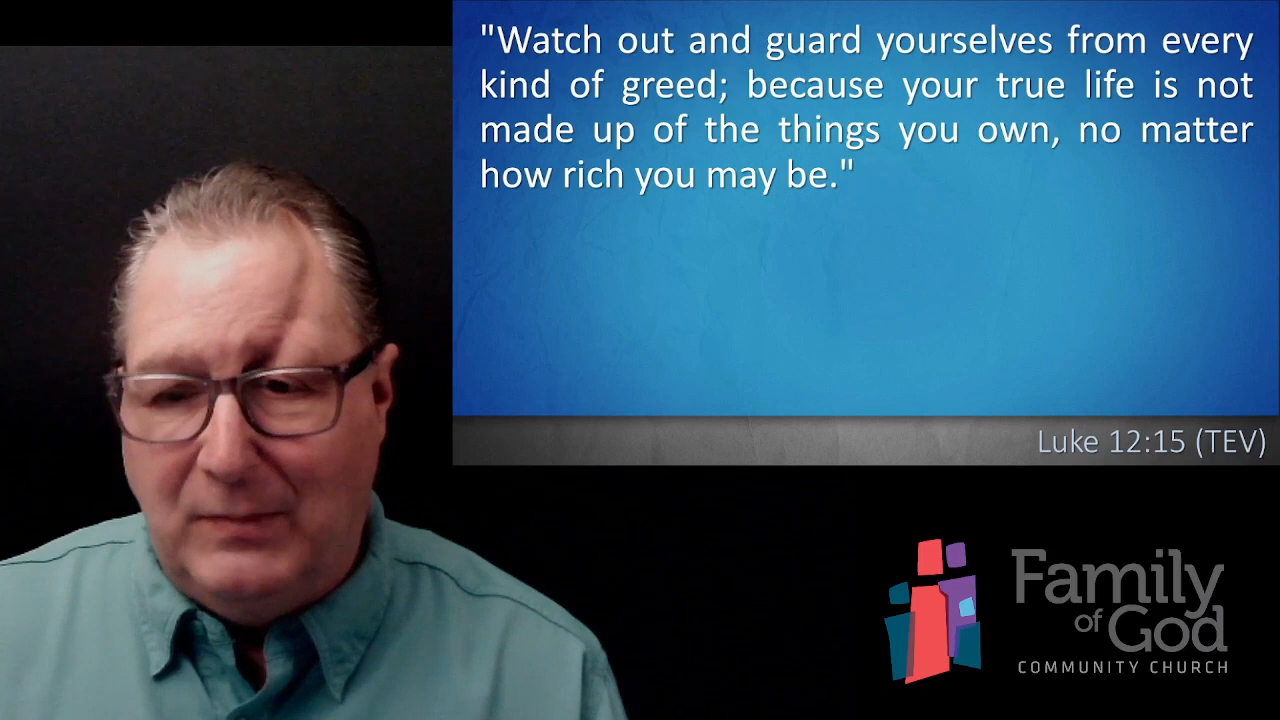 "Watch out and guard yourselves from every
kind of greed; because your true life is not
made up of the things you own, no matter
how rich you may be."
Luke 12:15 (TEV)
Family
of God
COMMUNITY CHURCH